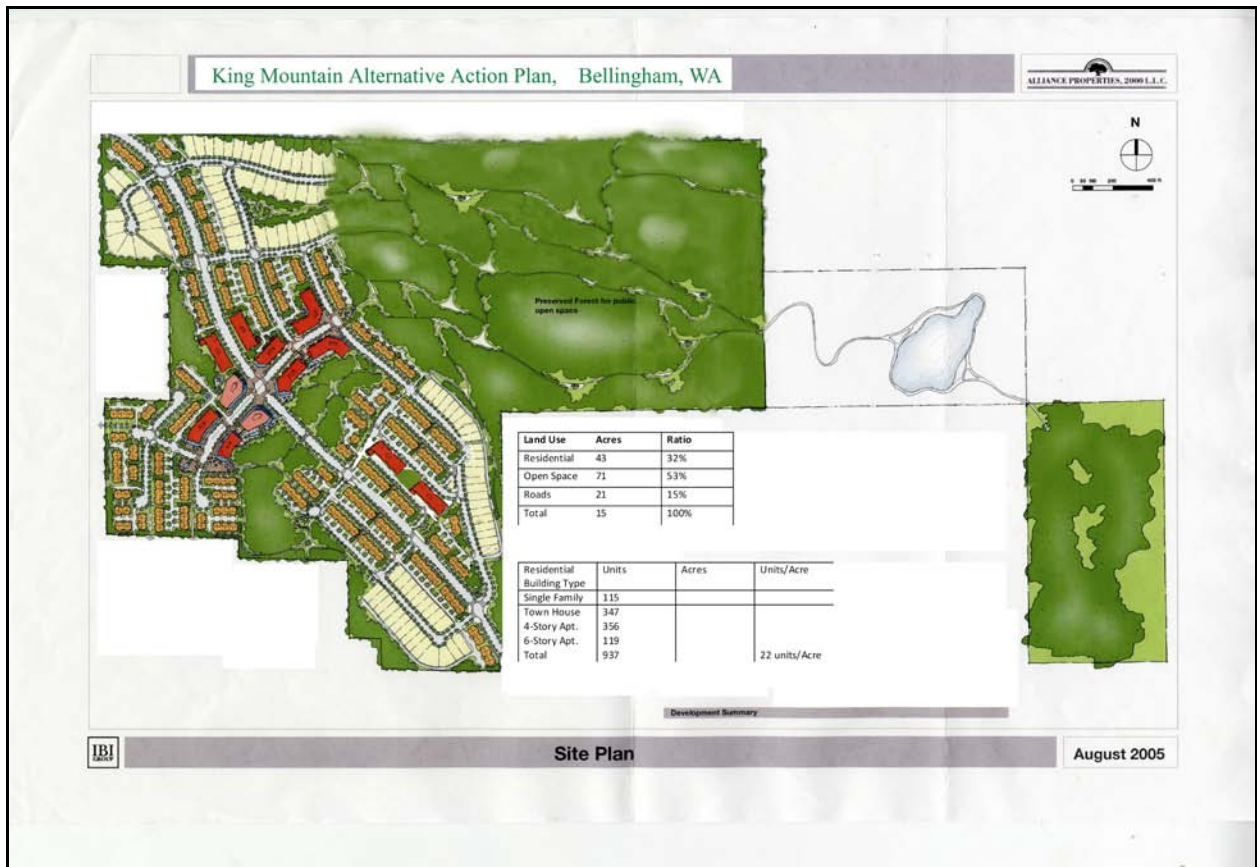 King Mountain Alternative Action Plan, Bellingham, WA
ALLIANCE PROPERTIES, 2000 L.L.C.
N
Preserved Forest for public
open space
Land Use Acres Ratio
Residential 43 32%
Open Space 71 53%
Roads 21 15%
Total 15 100%
Residential Units Acres Units/Acre
Building Type
Single Family 115
Town House 347
4-Story Apt. 356
6-Story Apt. 119
Total 937 22 units/Acre
Development Summary
IBI
GROUP
Site Plan
August 2005